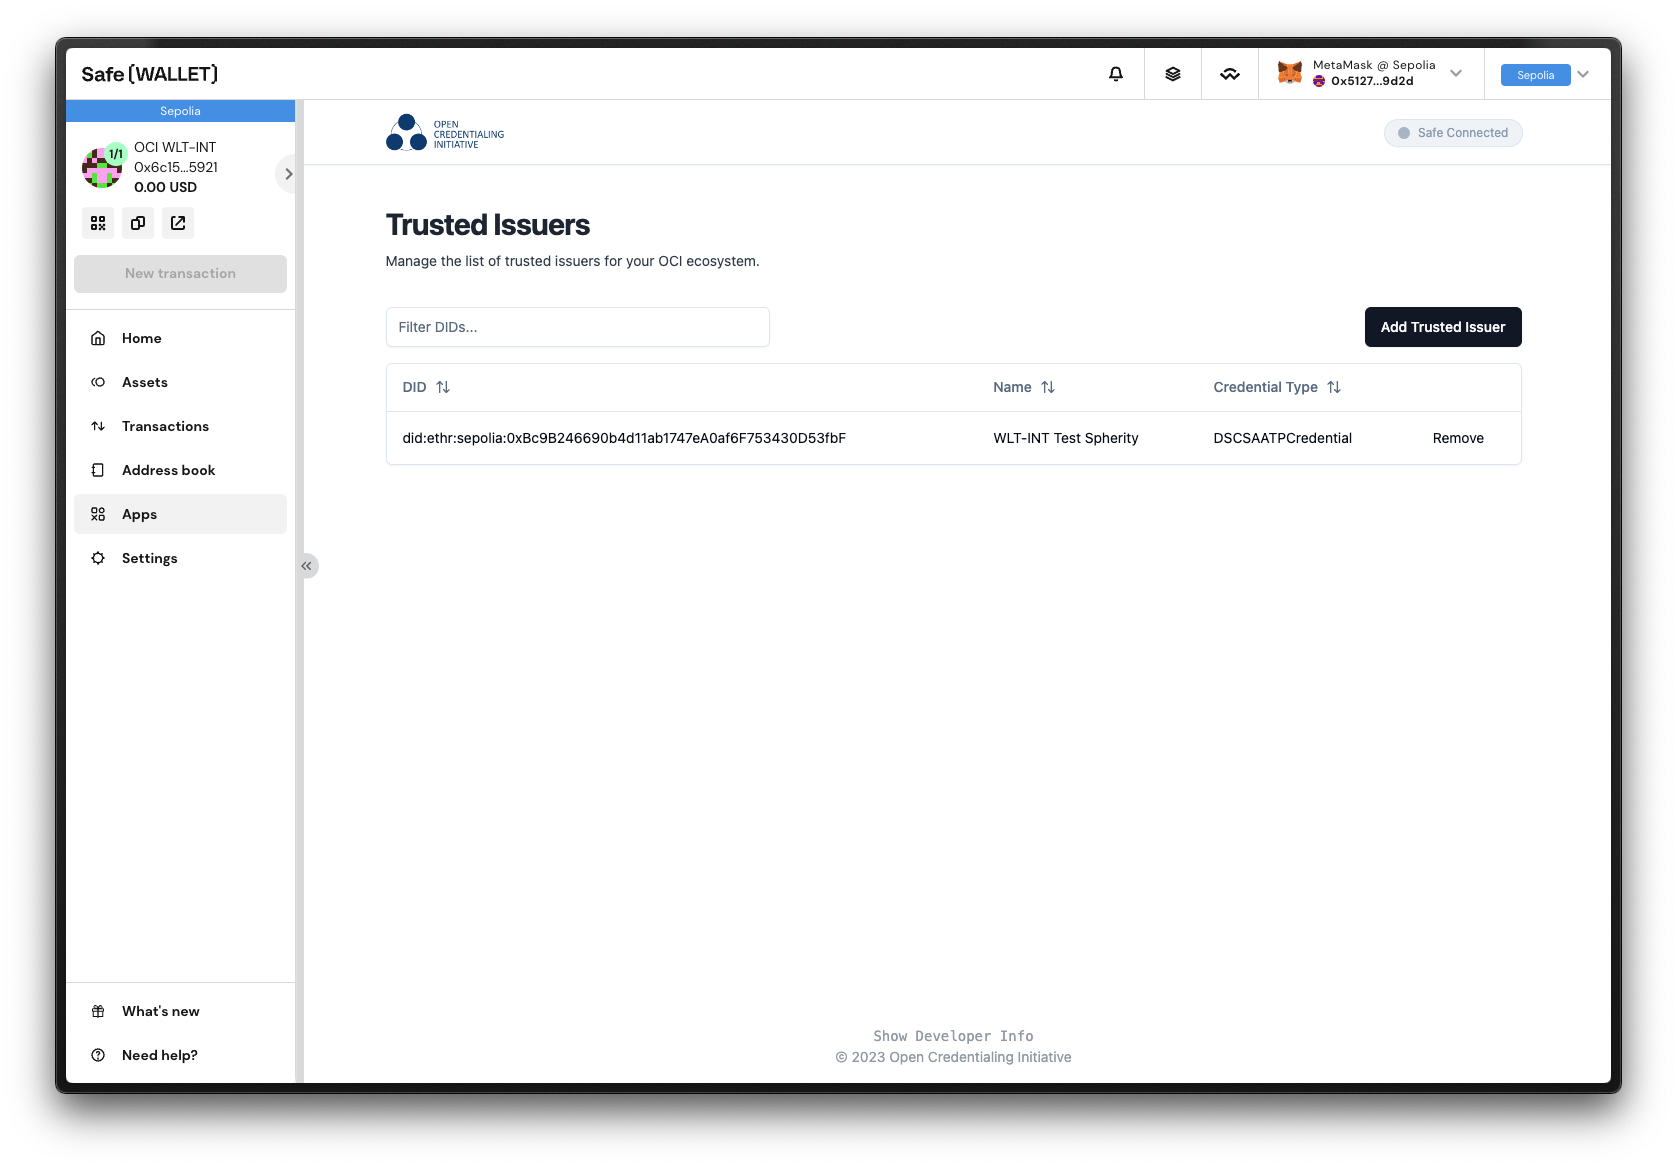 Safe{WALLET}
MetaMask @ Sepolia
0x5127...9d2d
Sepolia
Sepolia
1/1
OCI WLT-INT
0x6c15...5921
0.00 USD
New transaction
Home
Assets
Transactions
Address book
Apps
Settings
What's new
Need help?
OPEN
CREDENTIALING
INITIATIVE
Safe Connected
Trusted Issuers
Manage the list of trusted issuers for your OCI ecosystem.
Filter DIDs...
Add Trusted Issuer
DID Name Credential Type
did:ethr:sepolia:0xBc9B246690b4d11ab1747eA0af6F753430D53fbF WLT-INT Test Spherity DSCSAATPCredential Remove
Show Developer Info
© 2023 Open Credentialing Initiative